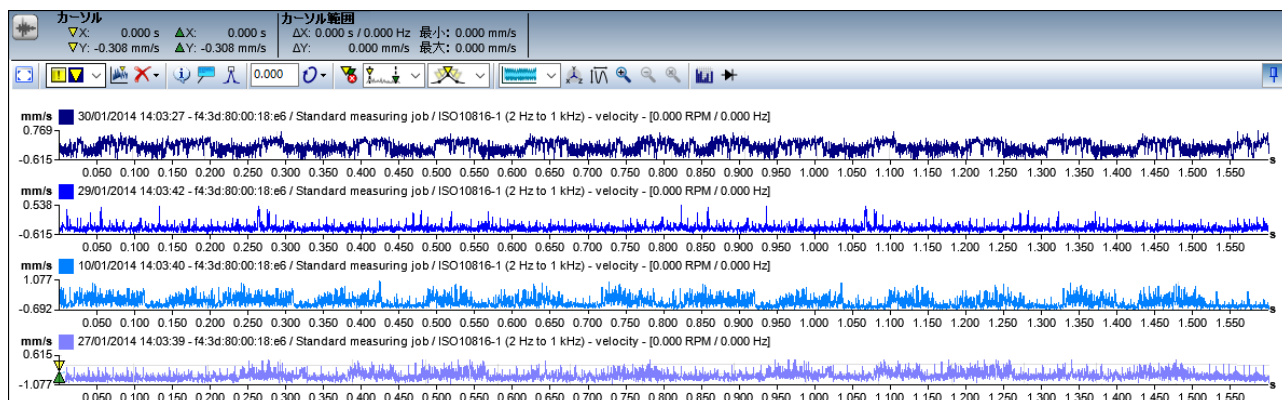 カーソル カーソル範囲
X: 0.000 s X: 0.000 s ΔX: 0.000 s / 0.000 Hz 最小: 0.000 mm/s
Y: -0.308 mm/s Y: -0.308 mm/s ΔY: 0.000 mm/s 最大: 0.000 mm/s
0.000
mm/s 30/01/2014 14:03:27 - f4:3d:80:00:18:e6 / Standard measuring job / ISO10816-1 (2 Hz to 1 kHz) - velocity - [0.000 RPM / 0.000 Hz]
0.769
-0.615 s
0.050 0.100 0.150 0.200 0.250 0.300 0.350 0.400 0.450 0.500 0.550 0.600 0.650 0.700 0.750 0.800 0.850 0.900 0.950 1.000 1.050 1.100 1.150 1.200 1.250 1.300 1.350 1.400 1.450 1.500 1.550
mm/s 29/01/2014 14:03:42 - f4:3d:80:00:18:e6 / Standard measuring job / ISO10816-1 (2 Hz to 1 kHz) - velocity - [0.000 RPM / 0.000 Hz]
0.538
-0.615 s
0.050 0.100 0.150 0.200 0.250 0.300 0.350 0.400 0.450 0.500 0.550 0.600 0.650 0.700 0.750 0.800 0.850 0.900 0.950 1.000 1.050 1.100 1.150 1.200 1.250 1.300 1.350 1.400 1.450 1.500 1.550
mm/s 10/01/2014 14:03:40 - f4:3d:80:00:18:e6 / Standard measuring job / ISO10816-1 (2 Hz to 1 kHz) - velocity - [0.000 RPM / 0.000 Hz]
1.077
-0.692 s
0.050 0.100 0.150 0.200 0.250 0.300 0.350 0.400 0.450 0.500 0.550 0.600 0.650 0.700 0.750 0.800 0.850 0.900 0.950 1.000 1.050 1.100 1.150 1.200 1.250 1.300 1.350 1.400 1.450 1.500 1.550
mm/s 27/01/2014 14:03:39 - f4:3d:80:00:18:e6 / Standard measuring job / ISO10816-1 (2 Hz to 1 kHz) - velocity - [0.000 RPM / 0.000 Hz]
0.615
-1.077 s
0.050 0.100 0.150 0.200 0.250 0.300 0.350 0.400 0.450 0.500 0.550 0.600 0.650 0.700 0.750 0.800 0.850 0.900 0.950 1.000 1.050 1.100 1.150 1.200 1.250 1.300 1.350 1.400 1.450 1.500 1.550